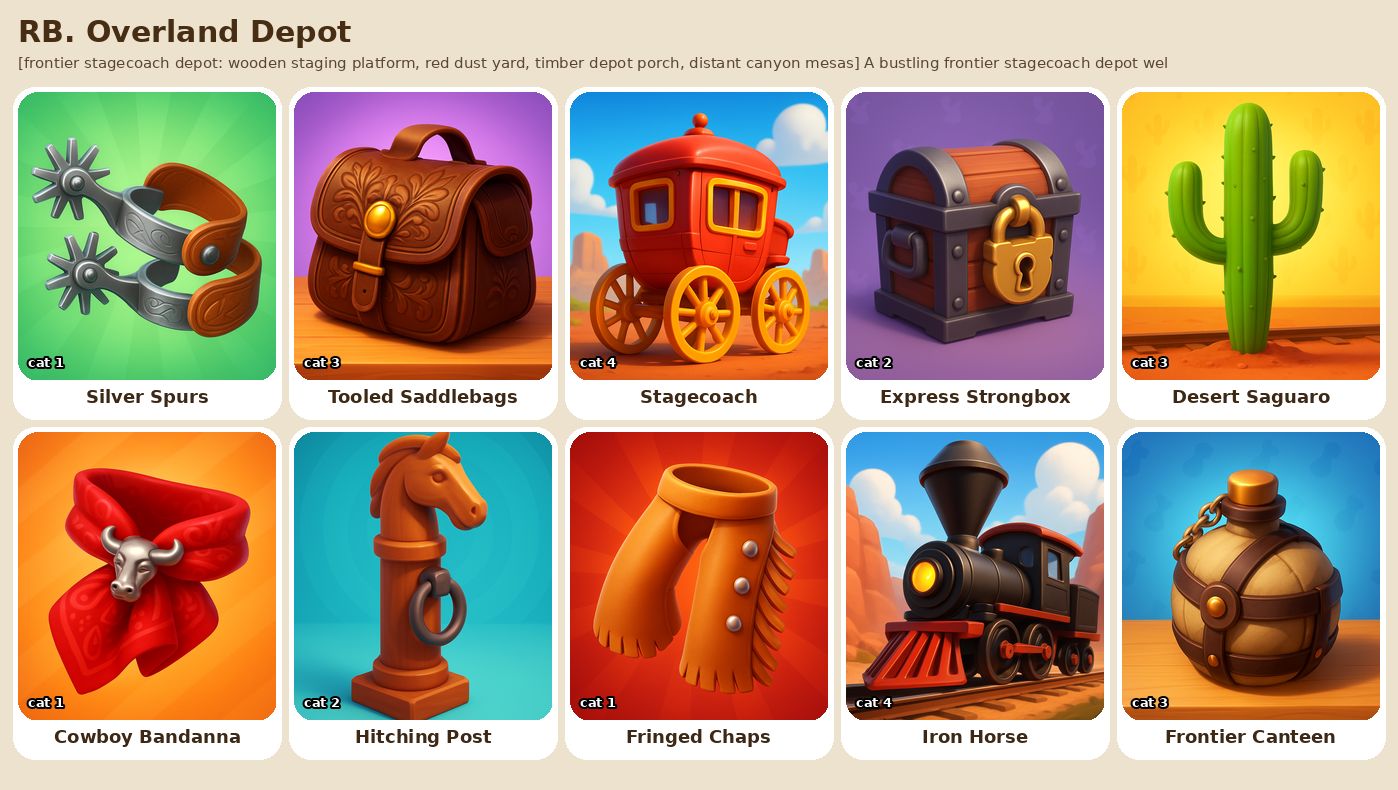 RB. Overland Depot
[frontier stagecoach depot: wooden staging platform, red dust yard, timber depot porch, distant canyon mesas] A bustling frontier stagecoach depot wel
cat 1
cat 3
cat 4
cat 2
cat 3
Silver Spurs
Tooled Saddlebags
Stagecoach
Express Strongbox
Desert Saguaro
cat 1
cat 2
cat 1
cat 4
cat 3
Cowboy Bandanna
Hitching Post
Fringed Chaps
Iron Horse
Frontier Canteen